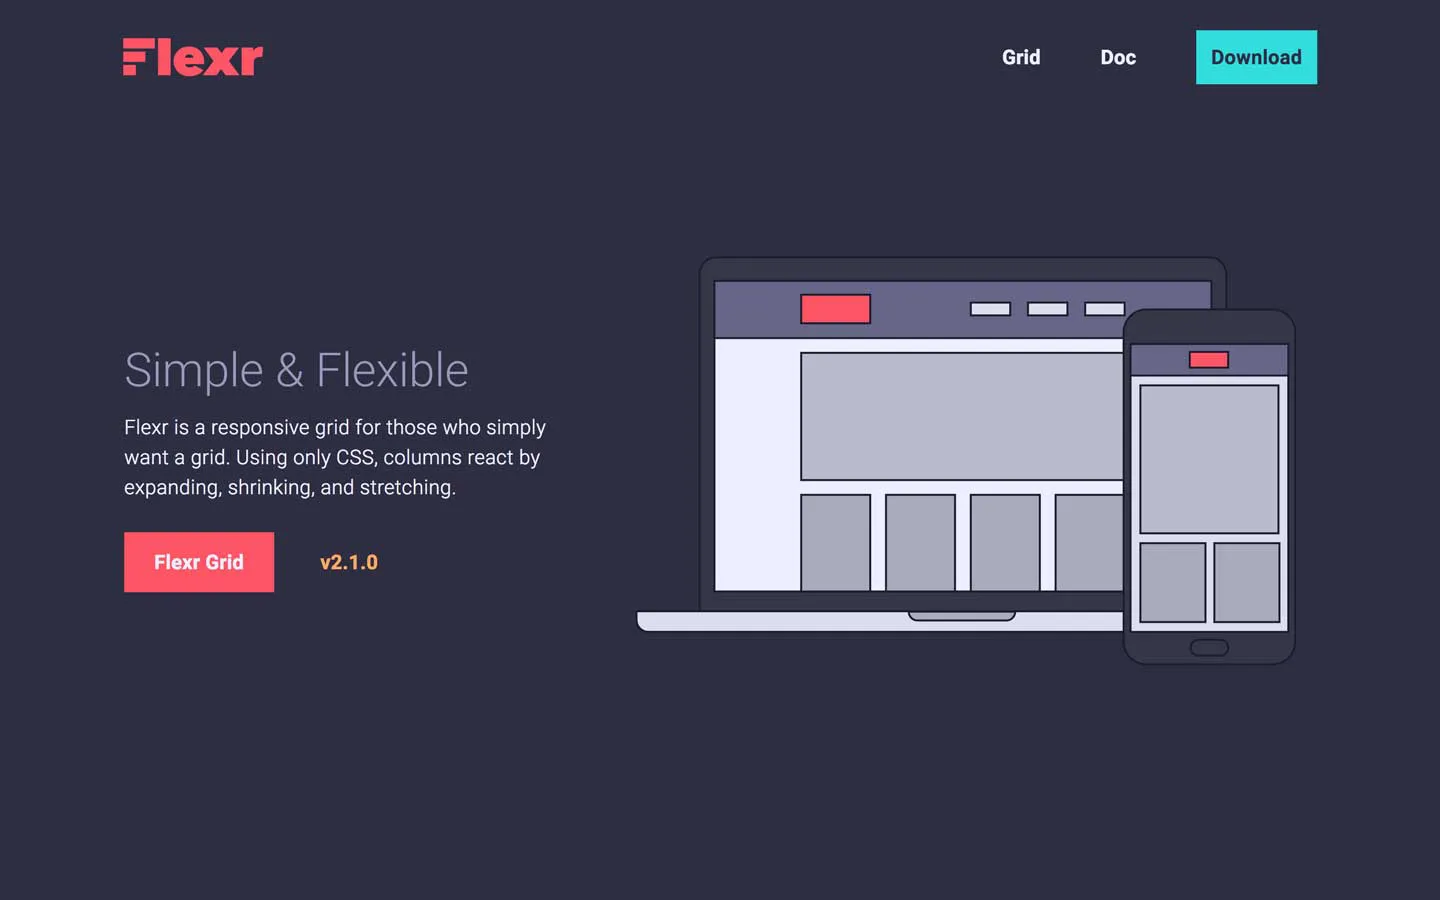 Flexr
Grid
Doc
Download
Simple & Flexible
Flexr is a responsive grid for those who simply
want a grid. Using only CSS, columns react by
expanding, shrinking, and stretching.
Flexr Grid
v2.1.0